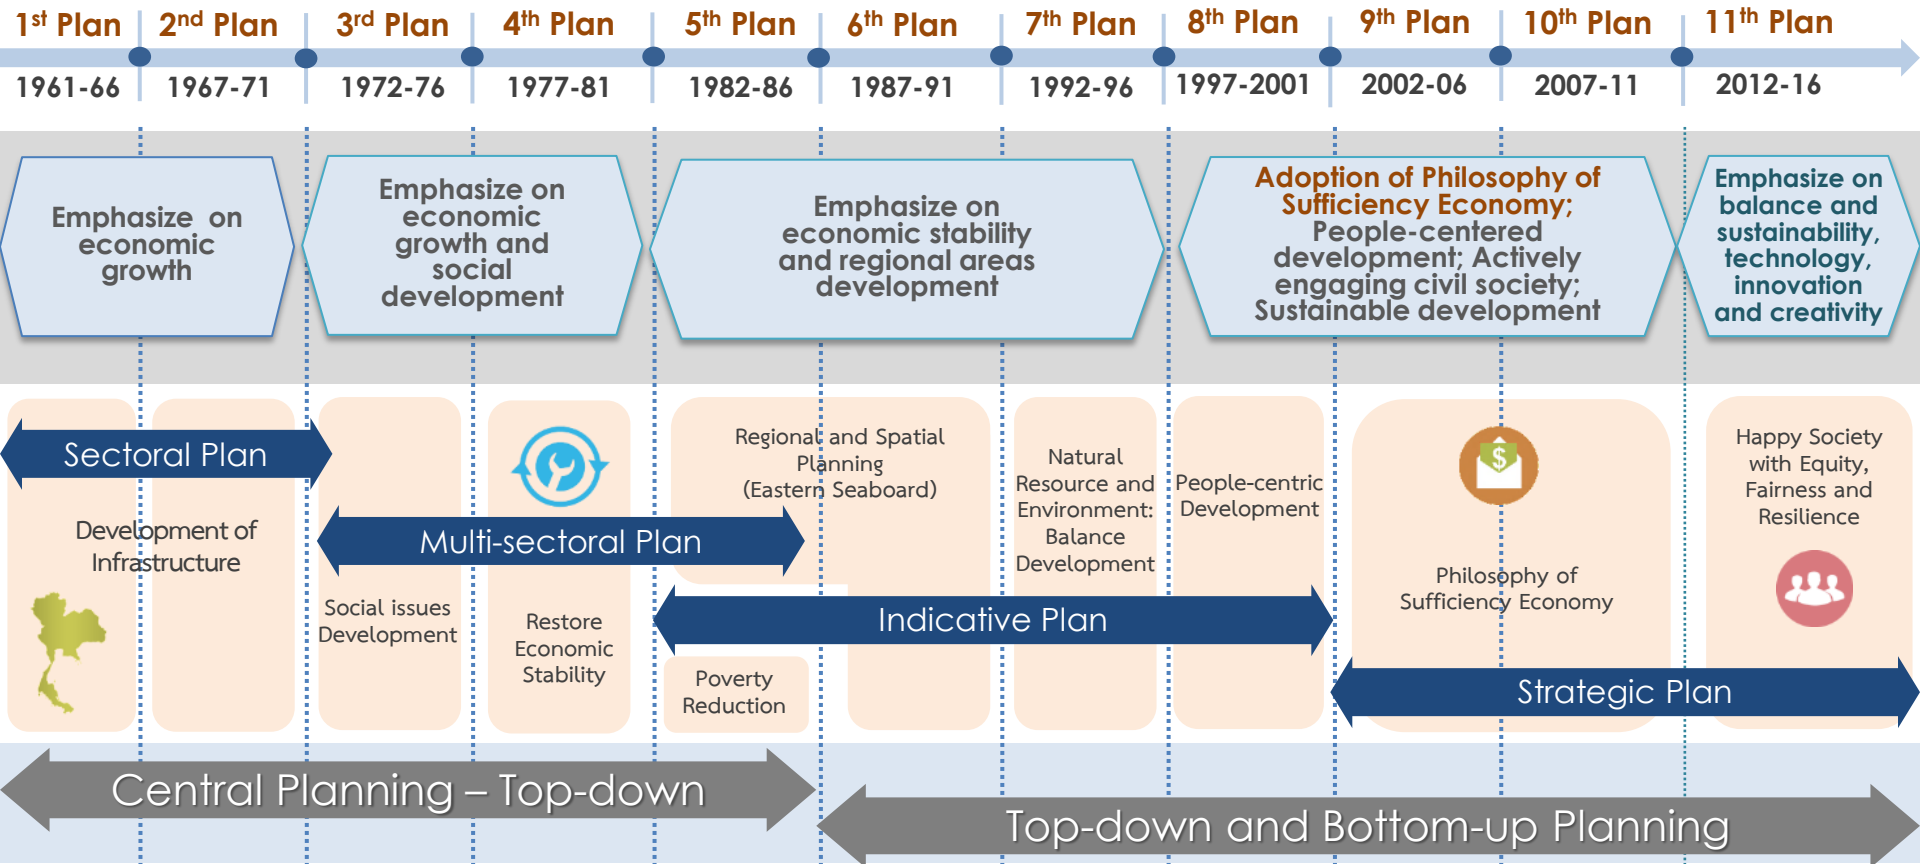 1st Plan
2nd Plan
3rd Plan
4th Plan
5th Plan
6th Plan
7th Plan
8th Plan
9th Plan
10th Plan
11th Plan
1961-66
1967-71
1972-76
1977-81
1982-86
1987-91
1992-96
1997-2001
2002-06
2007-11
2012-16
Emphasize on
economic
growth
Emphasize on
economic
growth and
social
development
Emphasize on
economic stability
and regional areas
development
Adoption of Philosophy of
Sufficiency Economy;
People-centered
development; Actively
engaging civil society;
Sustainable development
Emphasize on
balance and
sustainability,
technology,
innovation
and creativity
Sectoral Plan
Development of
Infrastructure
Social issues
Development
Multi-sectoral Plan
Restore
Economic
Stability
Regional and Spatial
Planning
(Eastern Seaboard)
Poverty
Reduction
Indicative Plan
Natural
Resource and
Environment:
Balance
Development
People-centric
Development
$
Philosophy of
Sufficiency Economy
Happy Society
with Equity,
Fairness and
Resilience
Strategic Plan
Central Planning – Top-down
Top-down and Bottom-up Planning